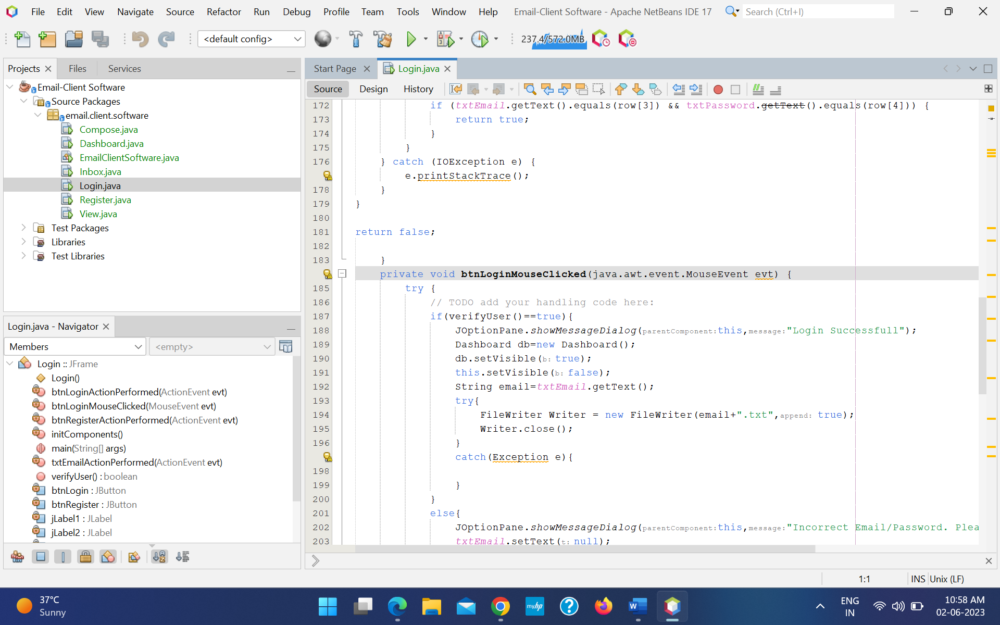 File Edit View Navigate Source Refactor Run Debug Profile Team Tools Window Help Email-Client Software - Apache NetBeans IDE 17 Search (Ctrl+I)
<default config> 237.4/572.0MB
Projects Files Services
Email-Client Software
Source Packages
email.client.software
Compose.java
Dashboard.java
EmailClientSoftware.java
Inbox.java
Login.java
Register.java
View.java
Test Packages
Libraries
Test Libraries
Login.java - Navigator
Members <empty>
Login :: JFrame
Login()
btnLoginActionPerformed(ActionEvent evt)
btnLoginMouseClicked(MouseEvent evt)
btnRegisterActionPerformed(ActionEvent evt)
initComponents()
main(String[] args)
txtEmailActionPerformed(ActionEvent evt)
verifyUser() : boolean
btnLogin : JButton
btnRegister : JButton
jLabel1 : JLabel
jLabel2 : JLabel
Start Page Login.java
Source Design History
172 if (txtEmail.getText().equals(row[3]) && txtPassword.getText().equals(row[4])) {
173 return true;
174 }
175 }
176 } catch (IOException e) {
e.printStackTrace();
178 }
179 }
180
181 return false;
182
183 }
private void btnLoginMouseClicked(java.awt.event.MouseEvent evt) {
185 try {
186 // TODO add your handling code here:
187 if(verifyUser()==true){
188 JOptionPane.showMessageDialog(parentComponent:this,message:"Login Successfull");
189 Dashboard db=new Dashboard();
190 db.setVisible(b: true);
191 this.setVisible(b: false);
192 String email=txtEmail.getText();
193 try{
194 FileWriter Writer = new FileWriter(email+".txt",append: true);
195 Writer.close();
196 }
catch(Exception e){
198
199 }
200 }
201 else{
202 JOptionPane.showMessageDialog(parentComponent:this,message:"Incorrect Email/Password. Plea
203 txtEmail.setText(t: null);
1:1 INS Unix (LF)
37°C
Sunny
myhp
W
ENG
IN
10:58 AM
02-06-2023